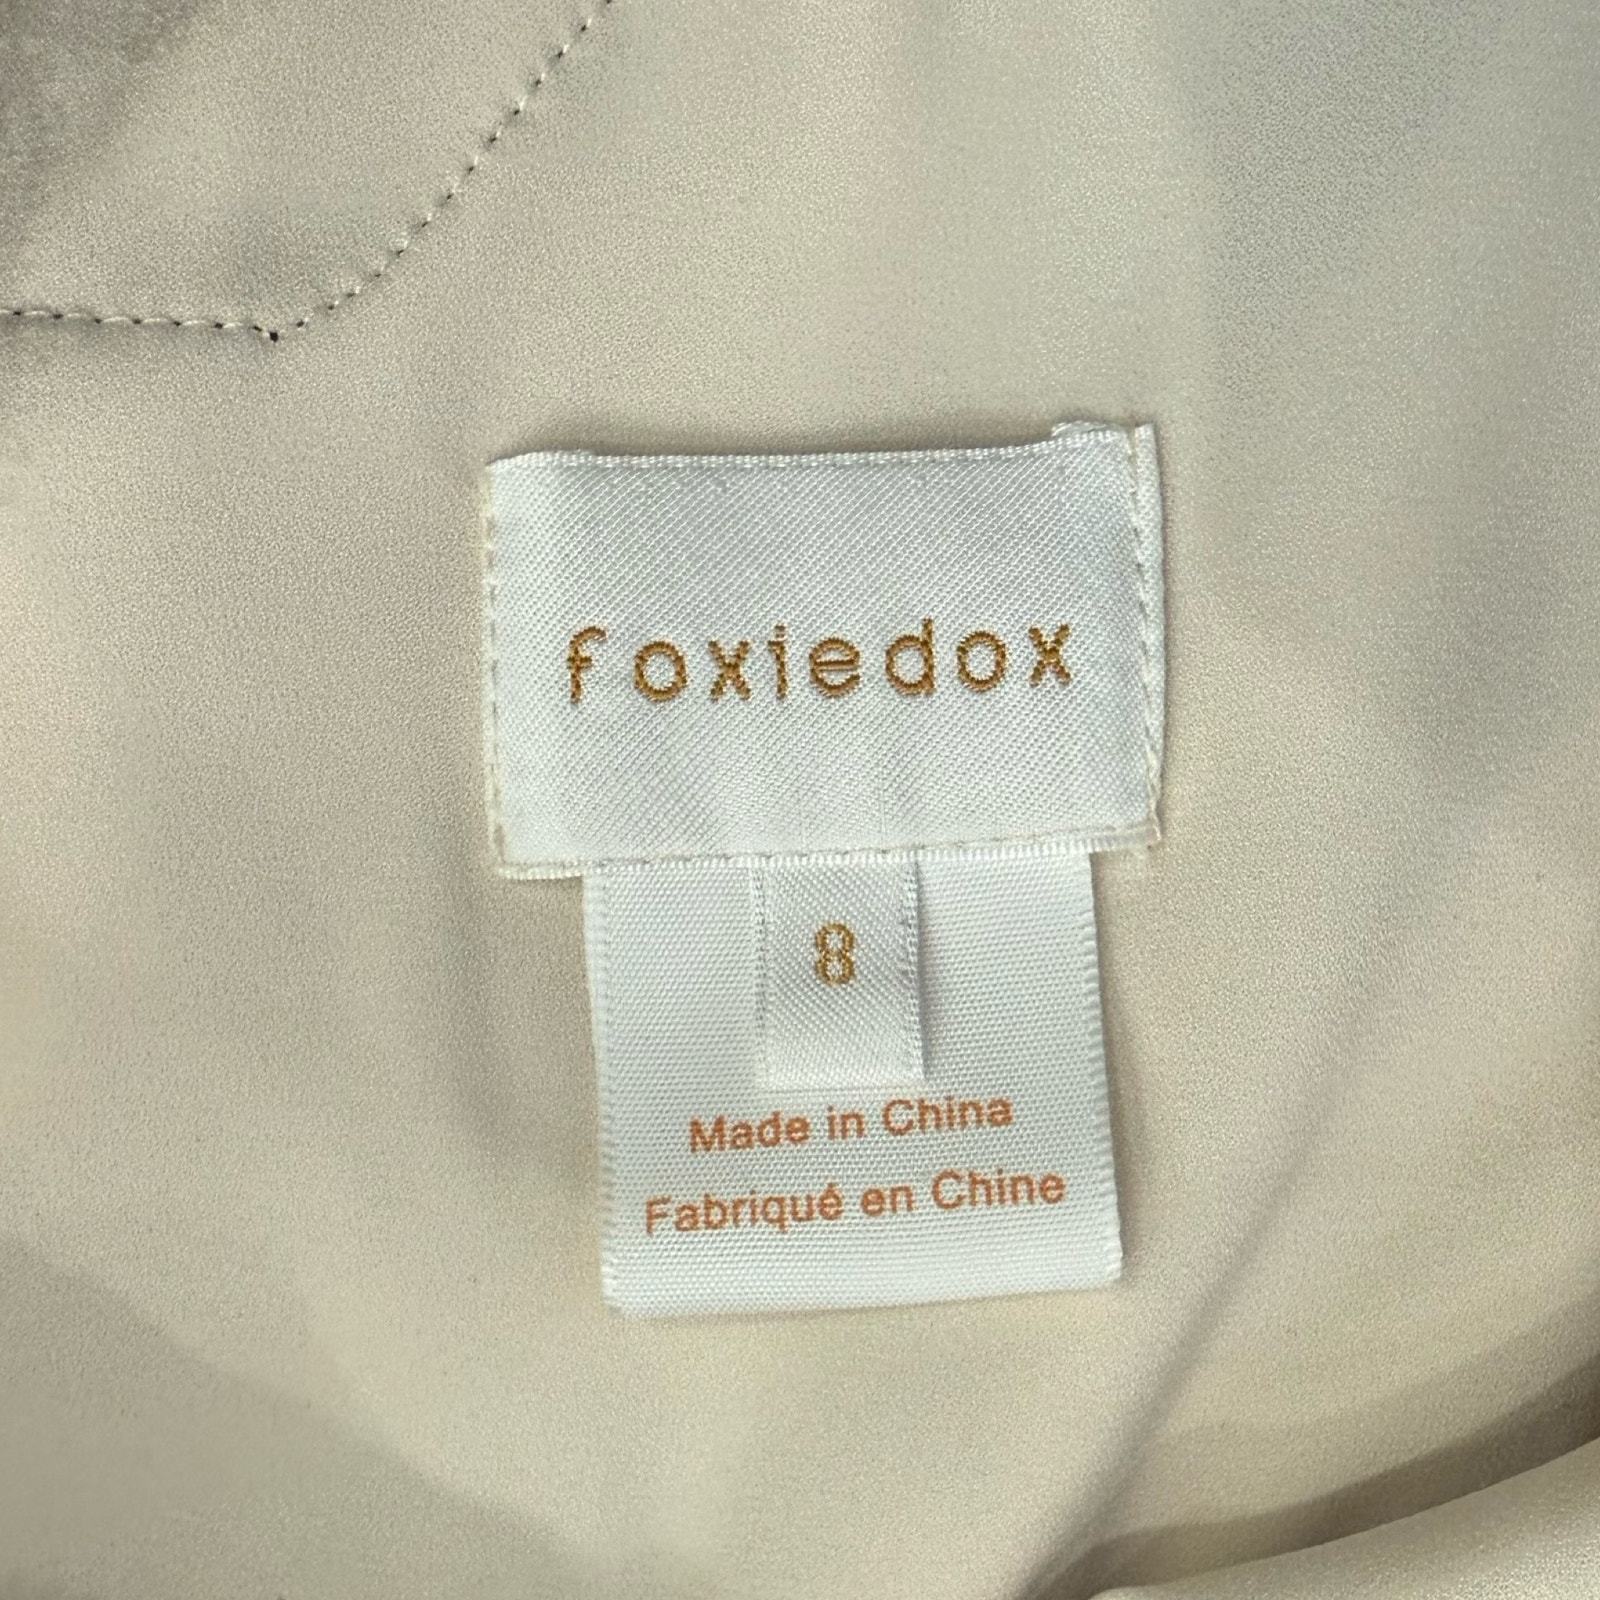 foxiedox
8
Made in China
Fabriqué en Chine